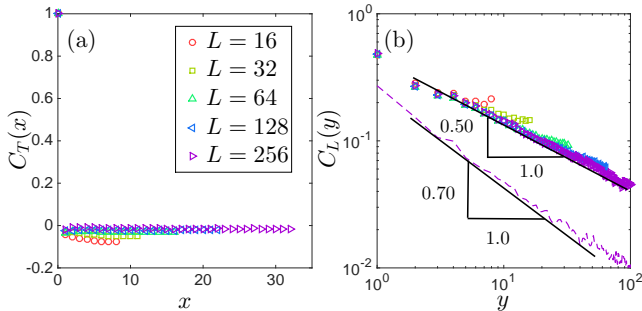 (a)
1
0.8
0.6
0.4
0.2
0
-0.2
C_T(x)
0 10 20 30
x
L = 16
L = 32
L = 64
L = 128
L = 256
(b)
10^0
10^{-1}
10^{-2}
C_L(y)
10^0 10^1 10^2
y
0.50
1.0
0.70
1.0